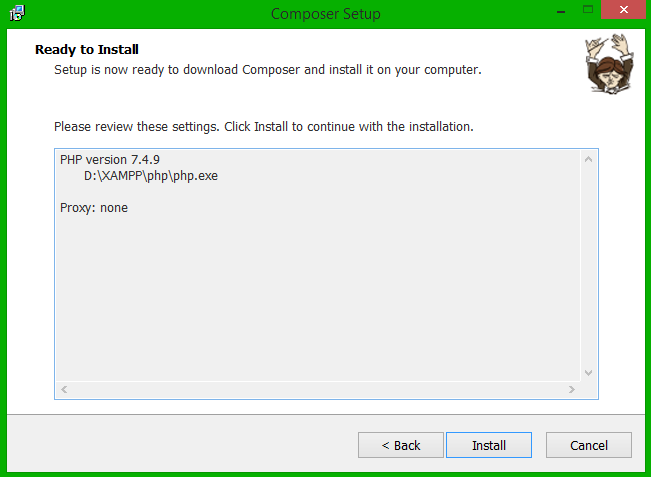 Composer Setup
Ready to Install
Setup is now ready to download Composer and install it on your computer.
Please review these settings. Click Install to continue with the installation.
PHP version 7.4.9
D:\XAMPP\php\php.exe
Proxy: none
< Back
Install
Cancel